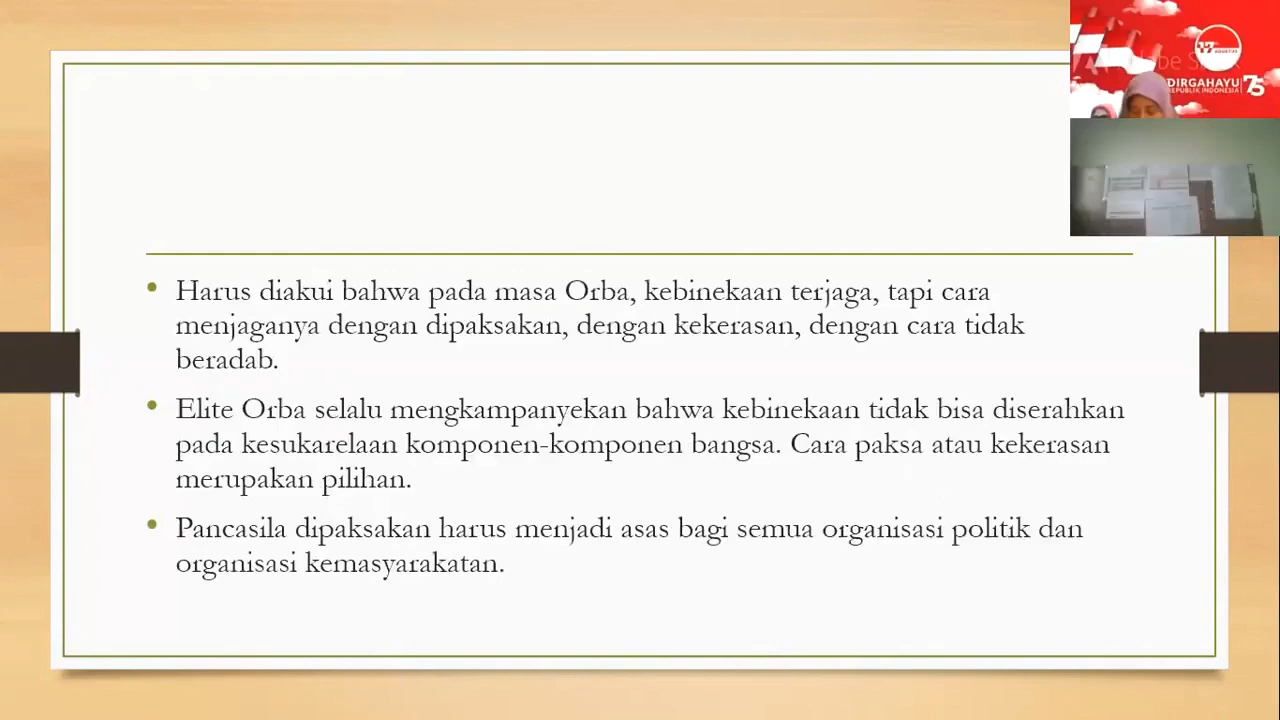 17
AGUSTUS
DIRGAHAYU
REPUBLIK INDONESIA
75
• Harus diakui bahwa pada masa Orba, kebinekaan terjaga, tapi cara
menjaganya dengan dipaksakan, dengan kekerasan, dengan cara tidak
beradab.
• Elite Orba selalu mengkampanyekan bahwa kebinekaan tidak bisa diserahkan
pada kesukarelaan komponen-komponen bangsa. Cara paksa atau kekerasan
merupakan pilihan.
• Pancasila dipaksakan harus menjadi asas bagi semua organisasi politik dan
organisasi kemasyarakatan.